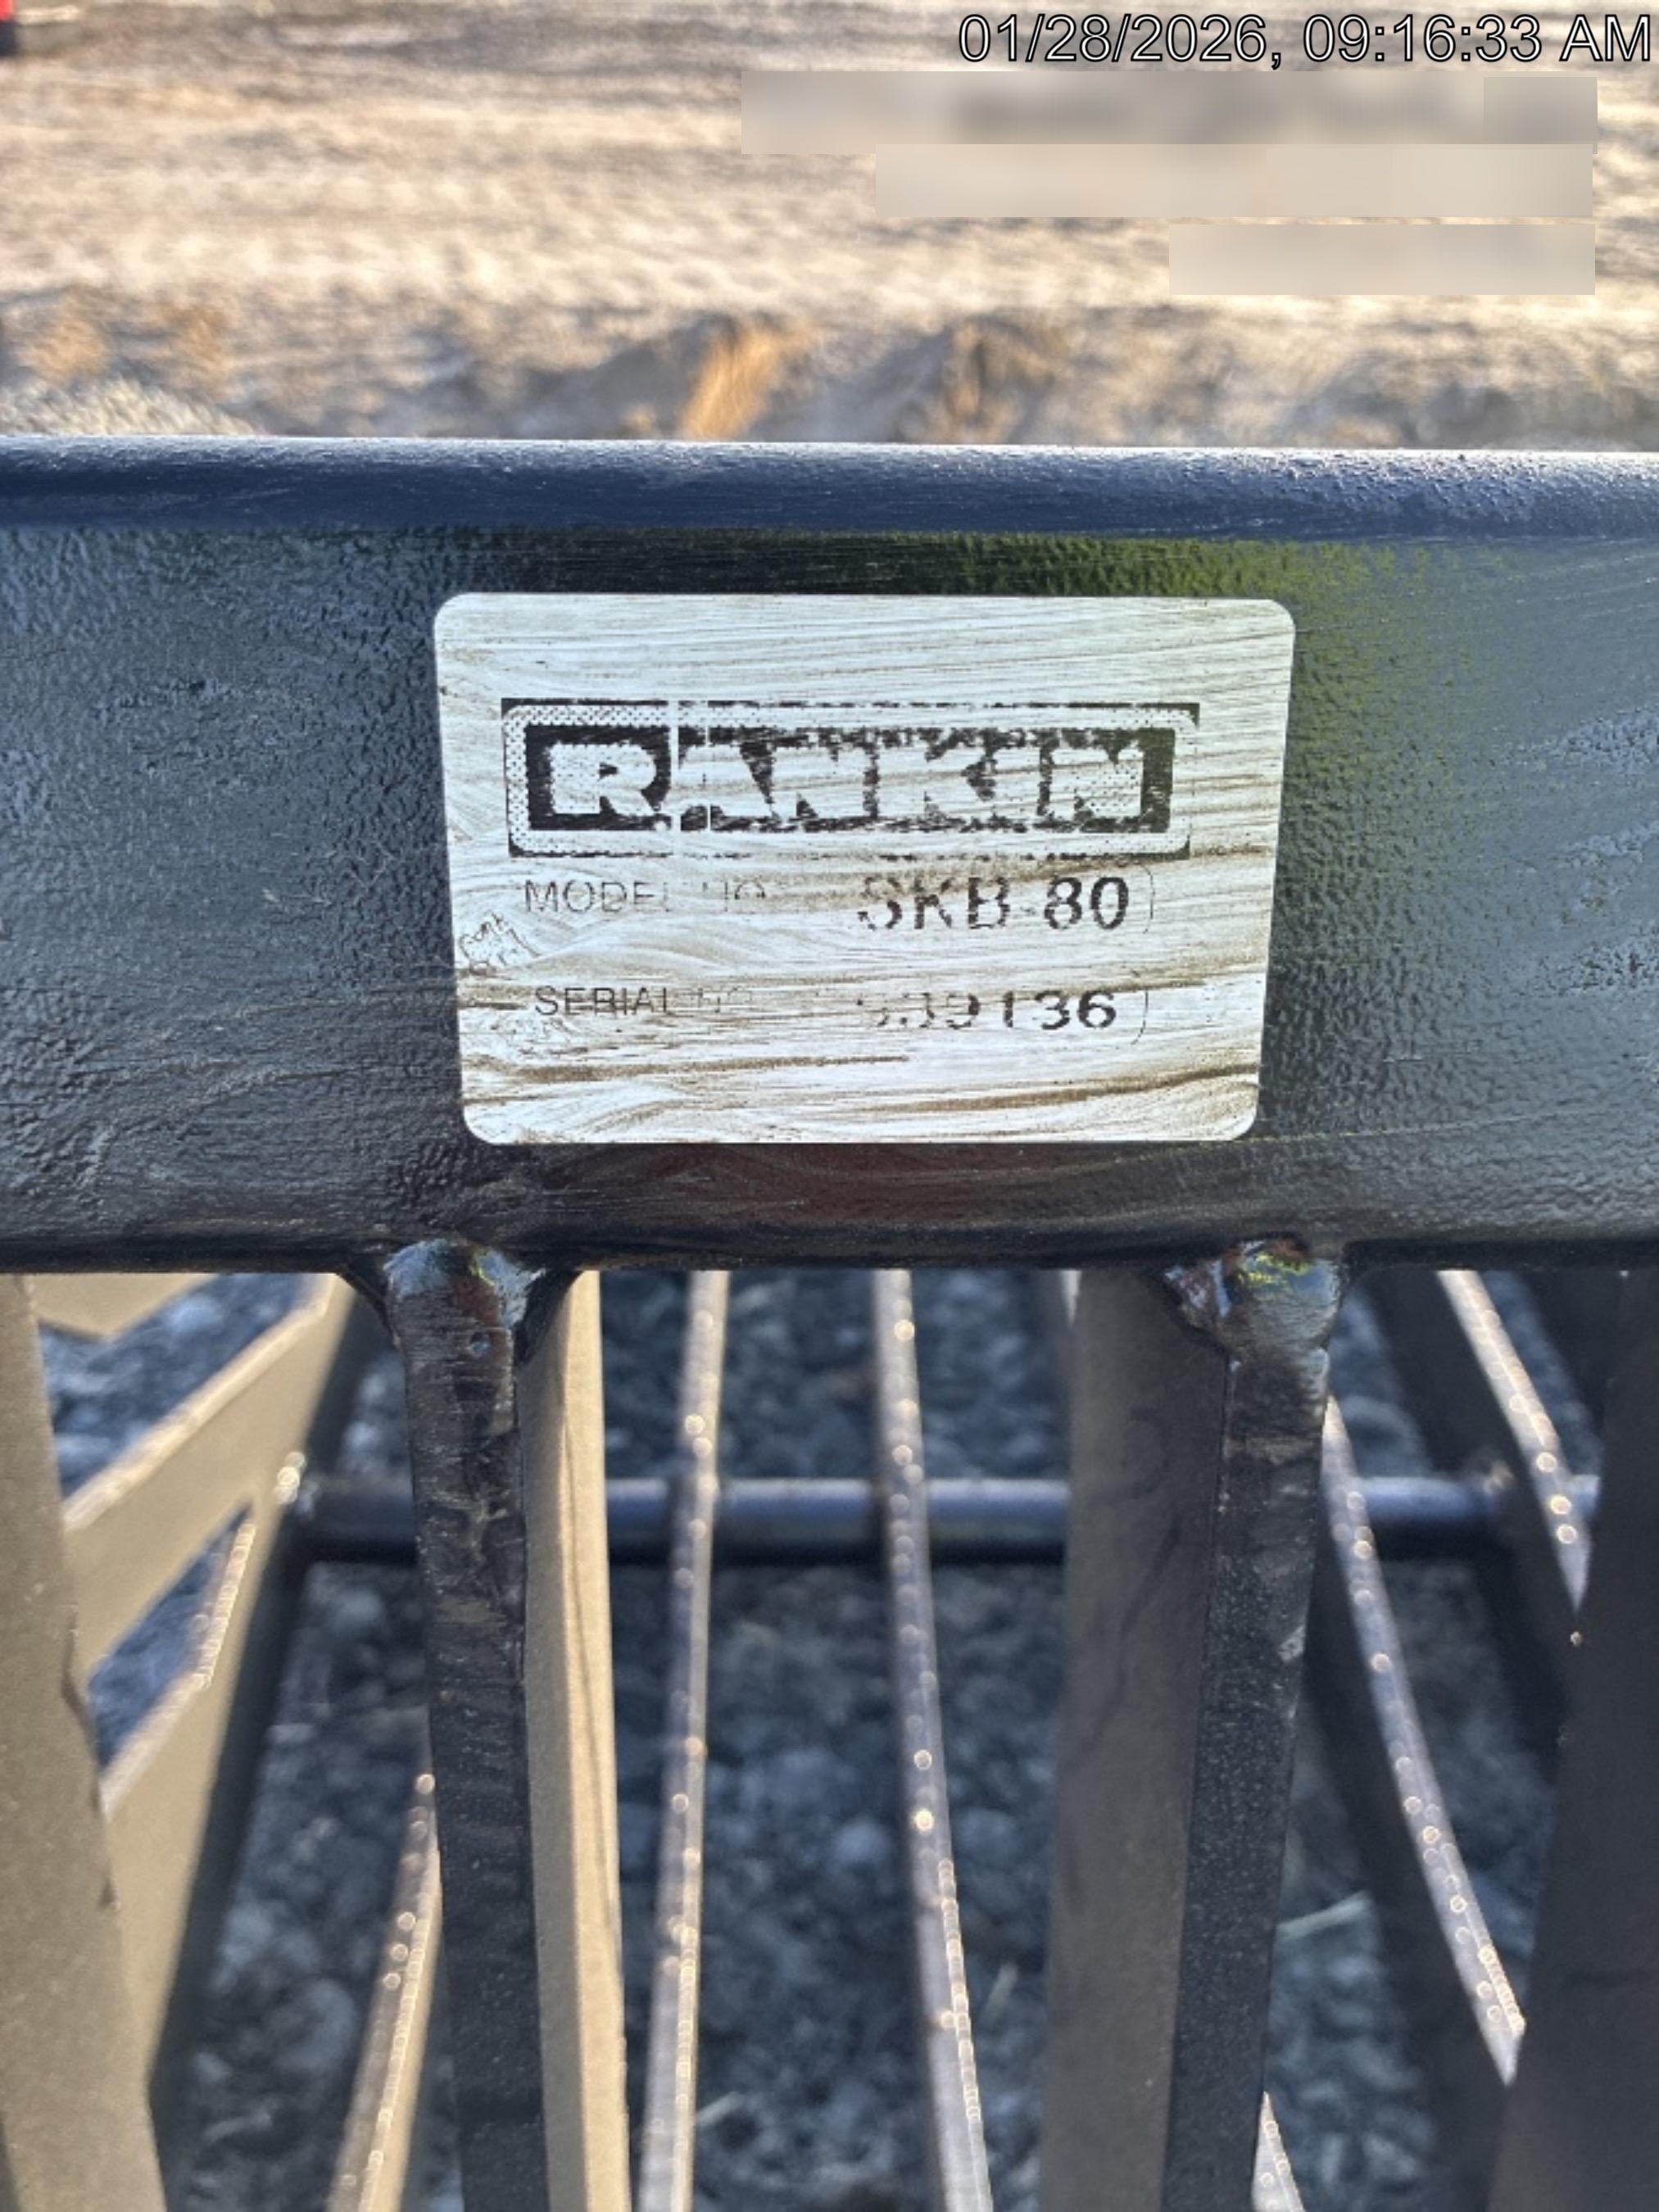 01/28/2026, 09:16:33 AM
RANKIN
MODEL NO SKB 80
SERIAL NO